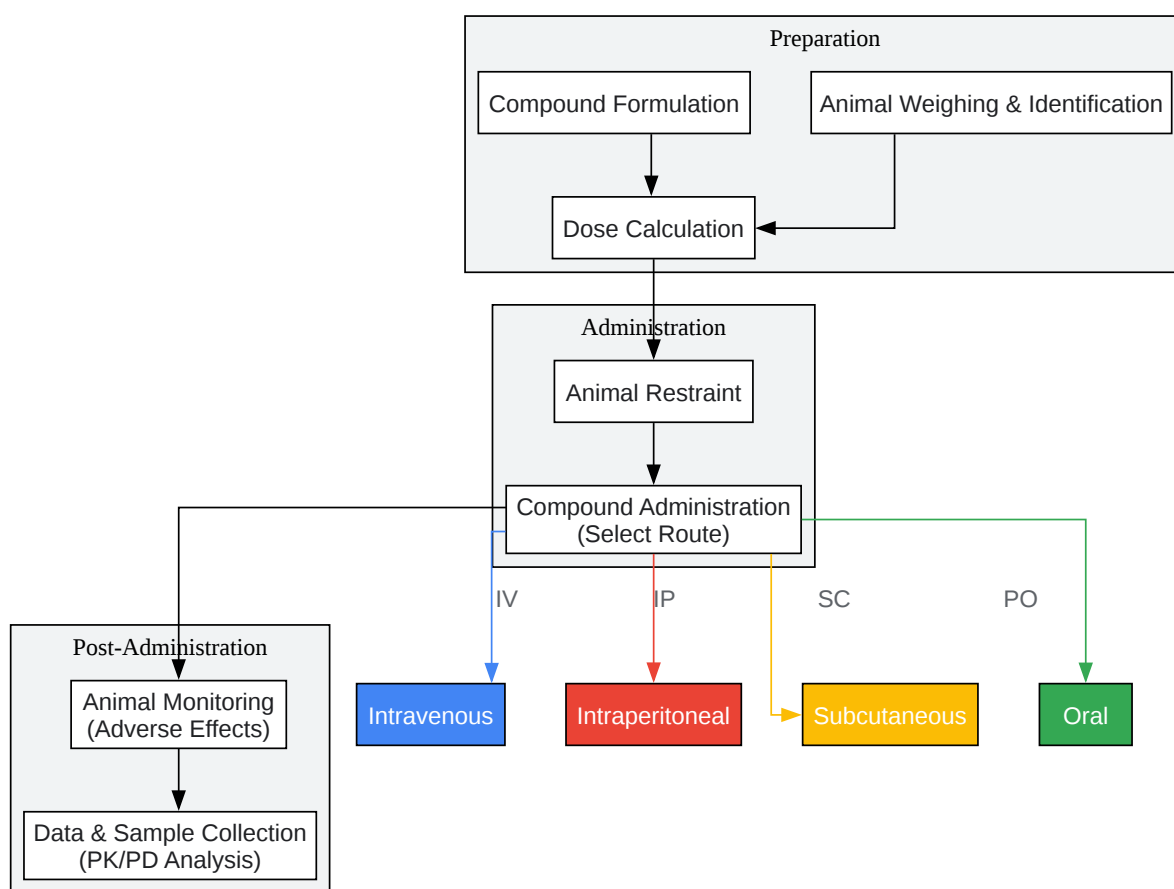 Preparation
Compound Formulation
Animal Weighing & Identification
Dose Calculation
Administration
Animal Restraint
Compound Administration
(Select Route)
IV
IP
SC
PO
Post-Administration
Animal Monitoring
(Adverse Effects)
Intravenous
Intraperitoneal
Subcutaneous
Oral
Data & Sample Collection
(PK/PD Analysis)